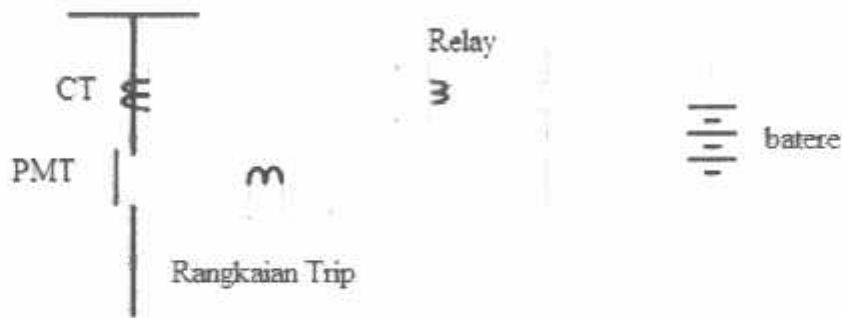 Relay
CT
batere
PMT
Rangkaian Trip